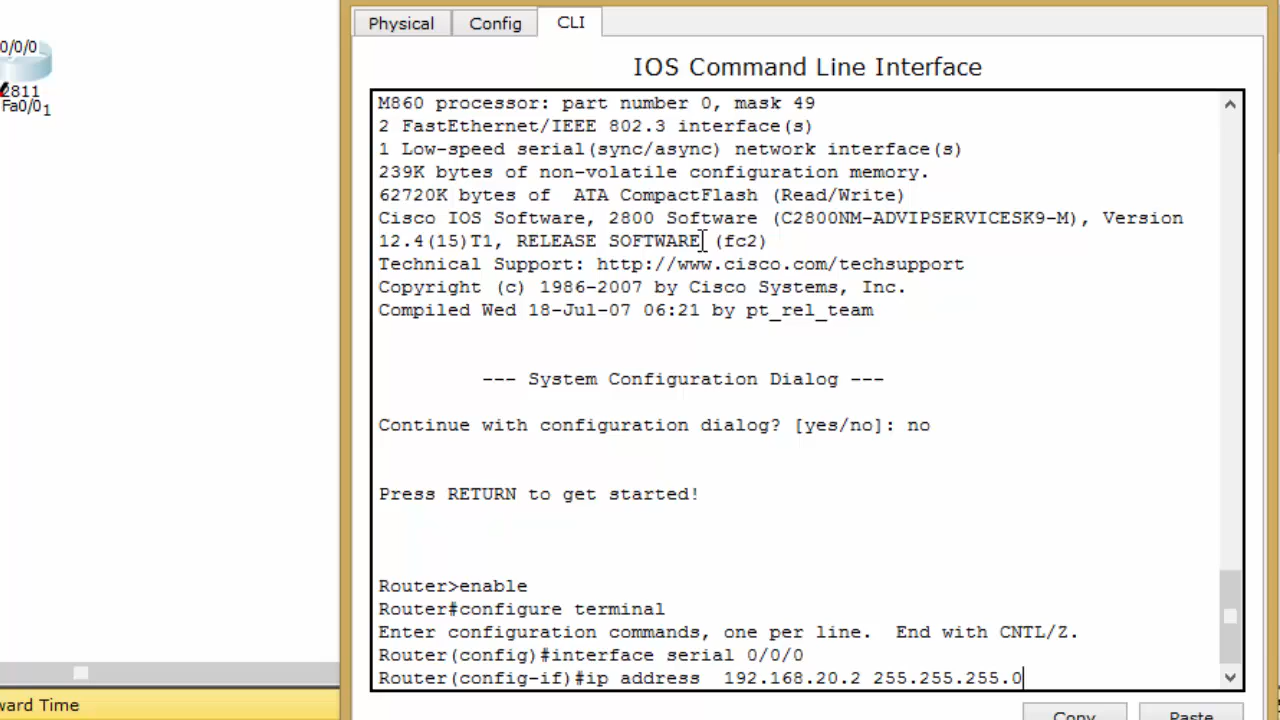 Physical
Config
CLI
0/0/0
2811
Fa0/0
1
IOS Command Line Interface
M860 processor: part number 0, mask 49
2 FastEthernet/IEEE 802.3 interface(s)
1 Low-speed serial(sync/async) network interface(s)
239K bytes of non-volatile configuration memory.
62720K bytes of  ATA CompactFlash (Read/Write)
Cisco IOS Software, 2800 Software (C2800NM-ADVIPSERVICESK9-M), Version
12.4(15)T1, RELEASE SOFTWARE (fc2)
Technical Support: http://www.cisco.com/techsupport
Copyright (c) 1986-2007 by Cisco Systems, Inc.
Compiled Wed 18-Jul-07 06:21 by pt_rel_team
--- System Configuration Dialog ---
Continue with configuration dialog? [yes/no]: no
Press RETURN to get started!
Router>enable
Router#configure terminal
Enter configuration commands, one per line.  End with CNTL/Z.
Router(config)#interface serial 0/0/0
Router(config-if)#ip address  192.168.20.2 255.255.255.0
ward Time
Copy
Paste